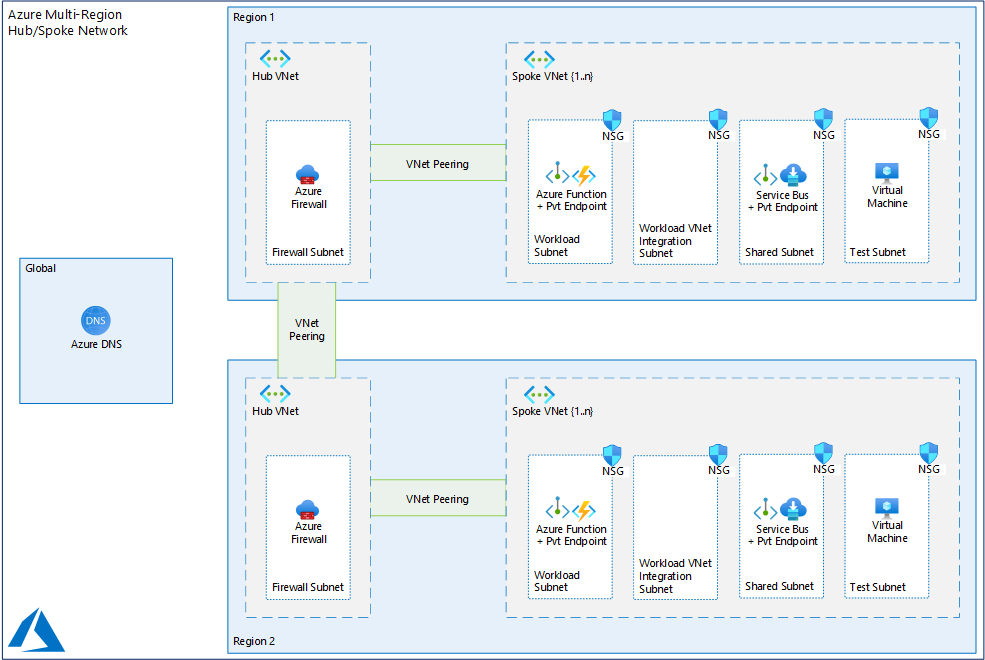 Azure Multi-Region
Hub/Spoke Network
Region 1
Hub VNet
Azure
Firewall
Firewall Subnet
VNet Peering
Spoke VNet {1..n}
NSG
Azure Function
+ Pvt Endpoint
Workload
Subnet
NSG
Workload VNet
Integration
Subnet
NSG
Service Bus
+ Pvt Endpoint
Shared Subnet
NSG
Virtual
Machine
Test Subnet
Global
DNS
Azure DNS
VNet
Peering
Hub VNet
Azure
Firewall
Firewall Subnet
VNet Peering
Spoke VNet {1..n}
NSG
Azure Function
+ Pvt Endpoint
Workload
Subnet
NSG
Workload VNet
Integration
Subnet
NSG
Service Bus
+ Pvt Endpoint
Shared Subnet
NSG
Virtual
Machine
Test Subnet
Region 2